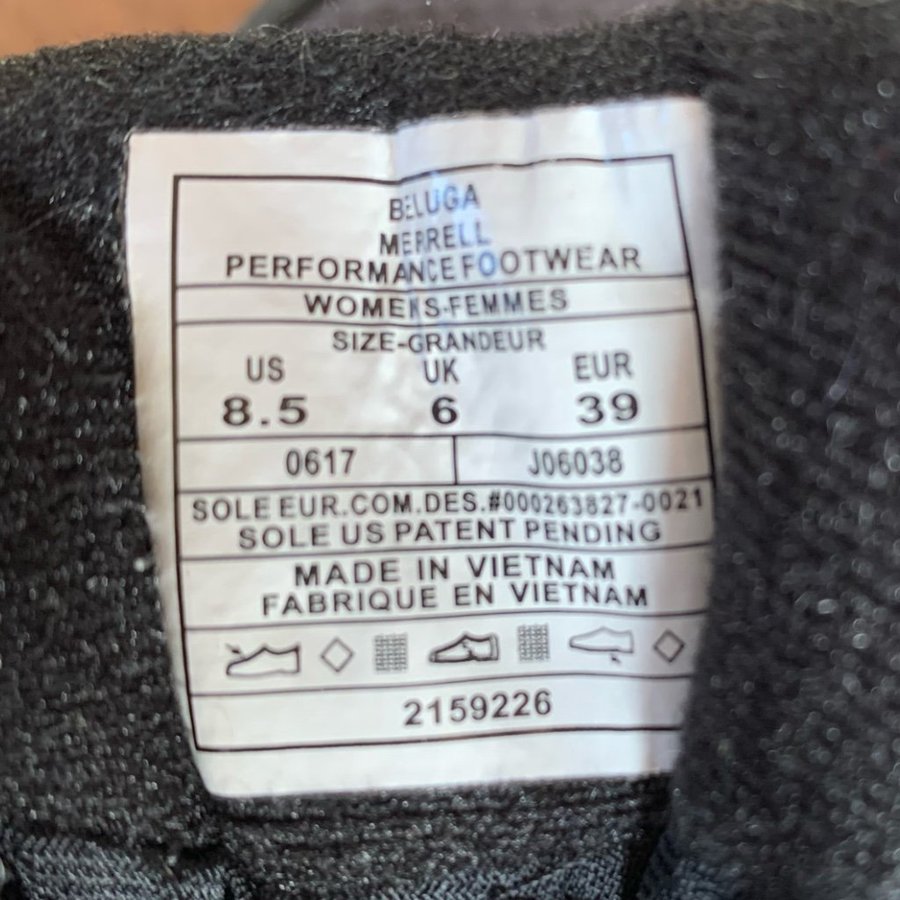 BELUGA
MERRELL
PERFORMANCE FOOTWEAR
WOMENS-FEMMES
SIZE-GRANDEUR
US UK EUR
8.5 6 39
0617 J06038
SOLE EUR.COM.DES.#000263827-0021
SOLE US PATENT PENDING
MADE IN VIETNAM
FABRIQUE EN VIETNAM
2159226